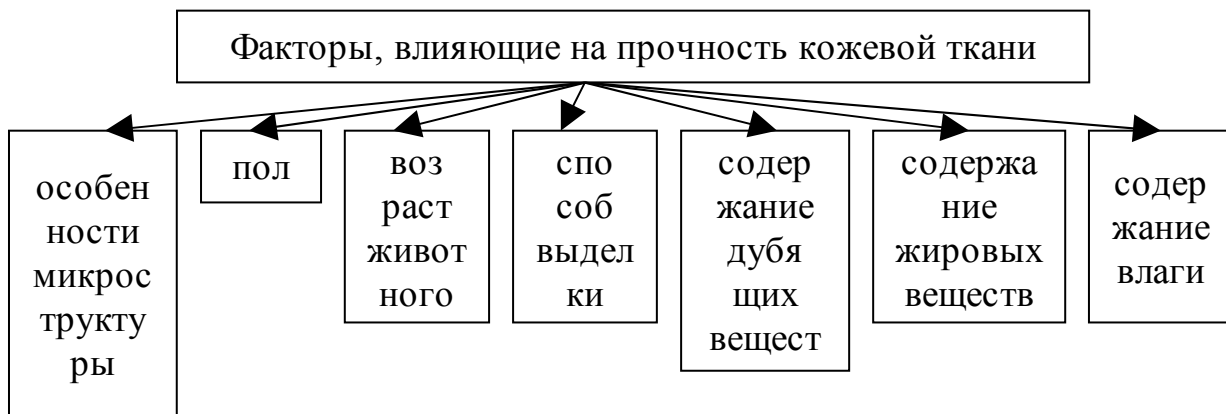 Факторы, влияющие на прочность кожевой ткани
особен
ности
микрос
трукту
ры
пол
воз
раст
живот
ного
спо
соб
выдел
ки
содер
жание
дубя
щих
вещест
содержа
ние
жировых
веществ
содер
жание
влаги